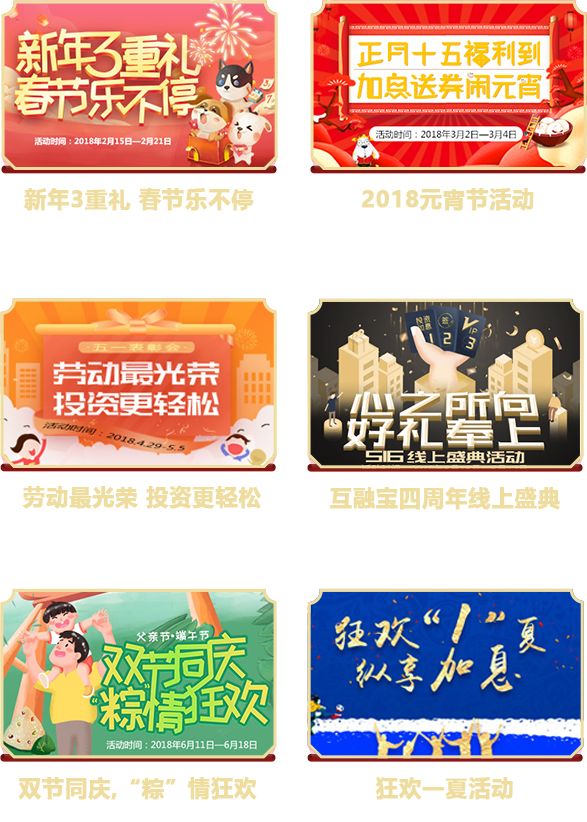 新年3重礼
春节乐不停
活动时间：2018年2月15日—2月21日
新年3重礼 春节乐不停
正月十五福利到
加息送券闹元宵
活动时间：2018年3月2日—3月4日
2018元宵节活动
·五一表彰会·
劳动最光荣
投资更轻松
活动时间：2018.4.29-5.5
劳动最光荣 投资更轻松
签
VIP
1 2 3
心之所向
好礼奉上
516 线上盛典活动
互融宝四周年线上盛典
父亲节·端午节
双节同庆
“粽”情狂欢
活动时间：2018年6月11日—6月18日
双节同庆,“粽”情狂欢
狂欢“1”夏
纵享加息
狂欢一夏活动